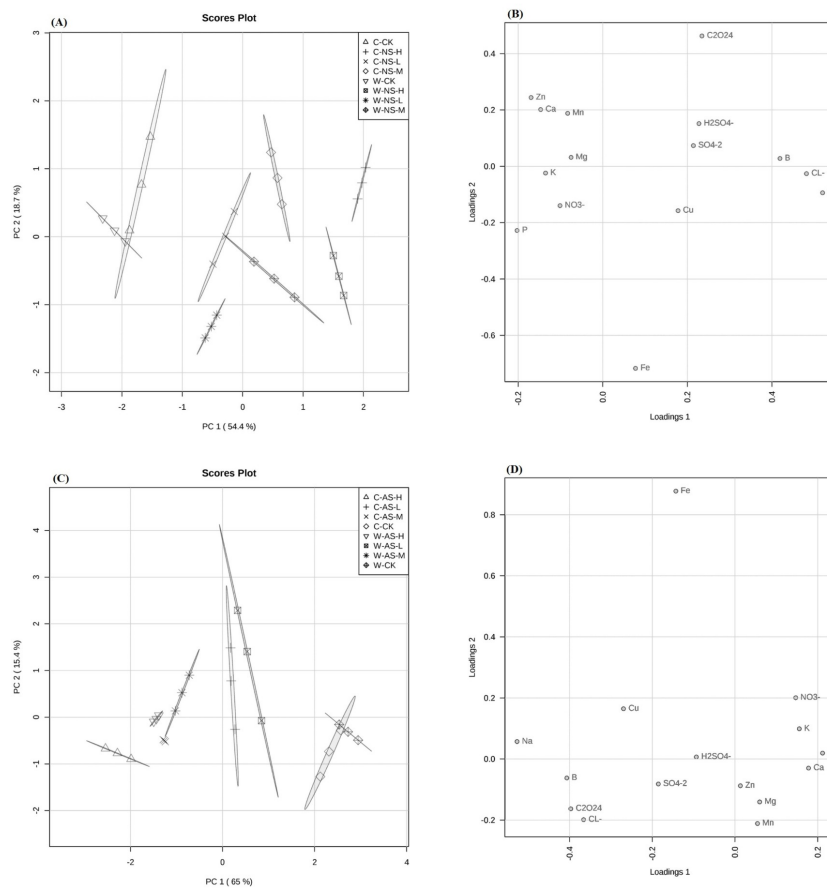 (A)
Scores Plot
C-CK
C-NS-H
C-NS-L
C-NS-M
W-CK
W-NS-H
W-NS-L
W-NS-M
3
2
1
0
-1
-2
PC 2 ( 18.7 %)
-3
-2
-1
0
1
2
PC 1 ( 54.4 %)
(B)
C2O24
Zn
Ca
Mn
H2SO4-
SO4-2
Mg
B
K
CL-
NO3-
Cu
P
Fe
0.4
0.2
0.0
-0.2
-0.4
-0.6
Loadings 2
-0.2
0.0
0.2
0.4
Loadings 1
(C)
Scores Plot
C-AS-H
C-AS-L
C-AS-M
C-CK
W-AS-H
W-AS-L
W-AS-M
W-CK
4
3
2
1
0
-1
-2
PC 2 ( 15.4 %)
-2
0
2
4
PC 1 ( 65 %)
(D)
Fe
NO3-
Cu
K
Na
H2SO4-
Ca
B
SO4-2
Zn
C2O24
Mg
CL-
Mn
0.8
0.6
0.4
0.2
0.0
-0.2
Loadings 2
-0.4
-0.2
0.0
0.2
Loadings 1